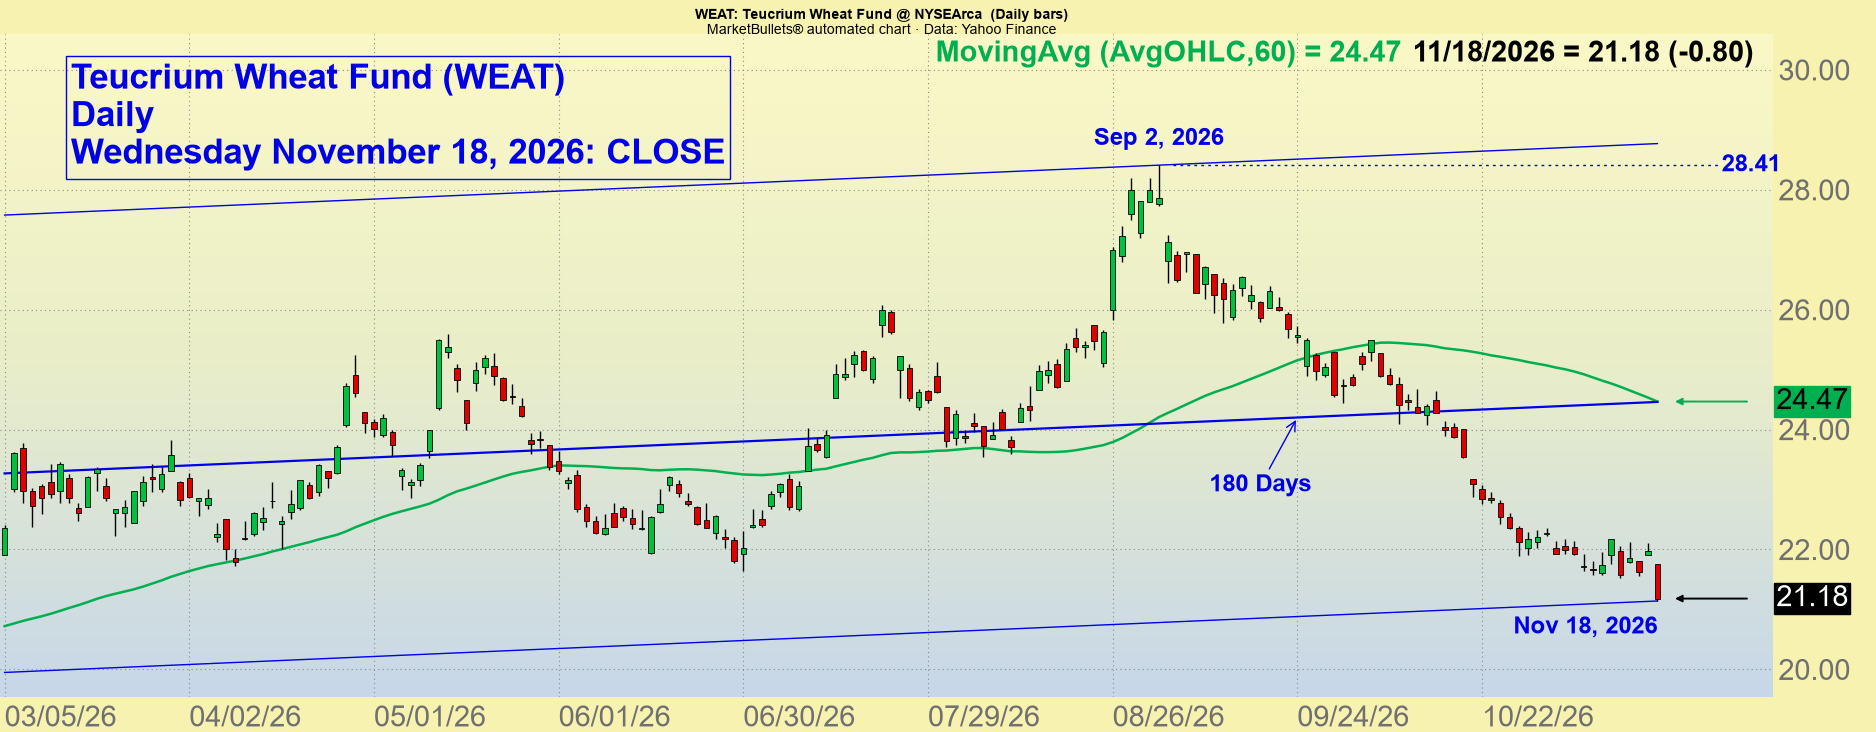 WEAT: Teucrium Wheat Fund @ NYSEArca  (Daily bars)
MarketBullets® automated chart · Data: Yahoo Finance
MovingAvg (AvgOHLC,60) = 24.47 11/18/2026 = 21.18 (-0.80)
Teucrium Wheat Fund (WEAT)
Daily
Wednesday November 18, 2026: CLOSE
30.00
Sep 2, 2026
28.41
28.00
26.00
24.47
24.00
180 Days
22.00
21.18
Nov 18, 2026
20.00
03/05/26 04/02/26 05/01/26 06/01/26 06/30/26 07/29/26 08/26/26 09/24/26 10/22/26